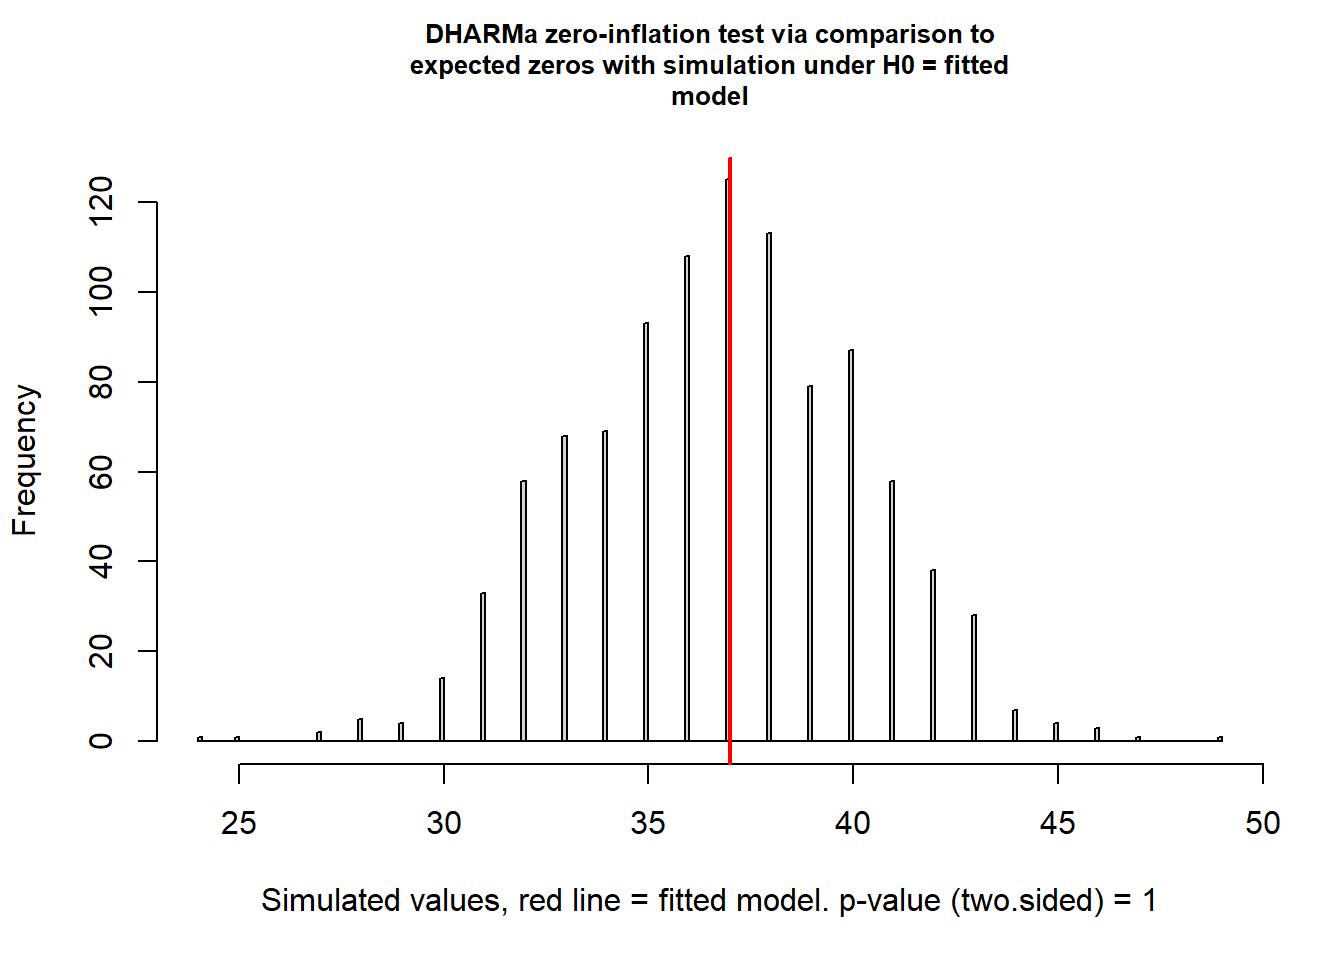 DHARMa zero-inflation test via comparison to
expected zeros with simulation under H0 = fitted
model
Frequency
120
100
80
60
40
20
0
25 30 35 40 45 50
Simulated values, red line = fitted model. p-value (two.sided) = 1